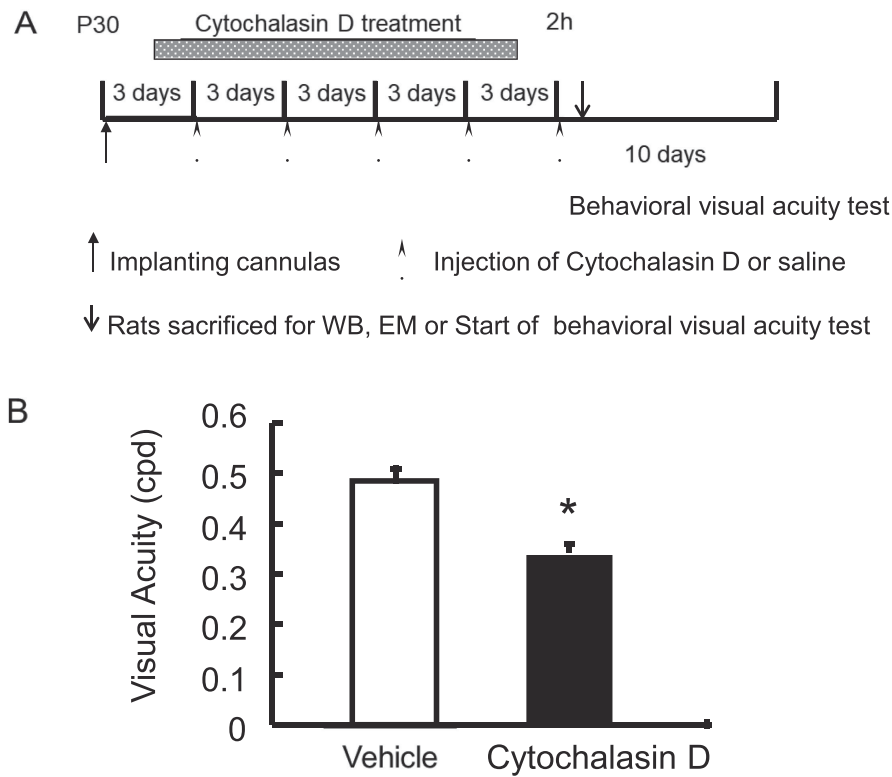 A
P30
Cytochalasin D treatment
2h
3 days 3 days 3 days 3 days 3 days
10 days
Behavioral visual acuity test
Implanting cannulas
Injection of Cytochalasin D or saline
Rats sacrificed for WB, EM or Start of behavioral visual acuity test
B
Visual Acuity (cpd)
0.6
0.5
0.4
0.3
0.2
0.1
0
*
Vehicle
Cytochalasin D